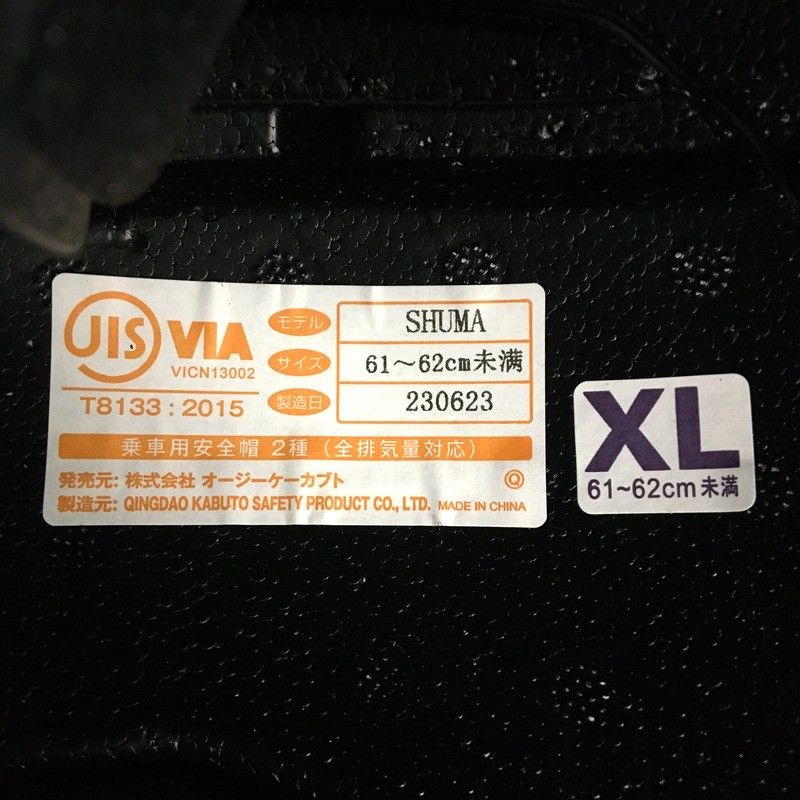 JIS VIA
VICN13002
T8133 : 2015
モデル SHUMA
サイズ 61～62cm未満
製造日 230623
乗車用安全帽 2種（全排気量対応）
発売元: 株式会社 オージーケーカブト Q
製造元: QINGDAO KABUTO SAFETY PRODUCT CO., LTD. MADE IN CHINA
XL
61~62cm未満